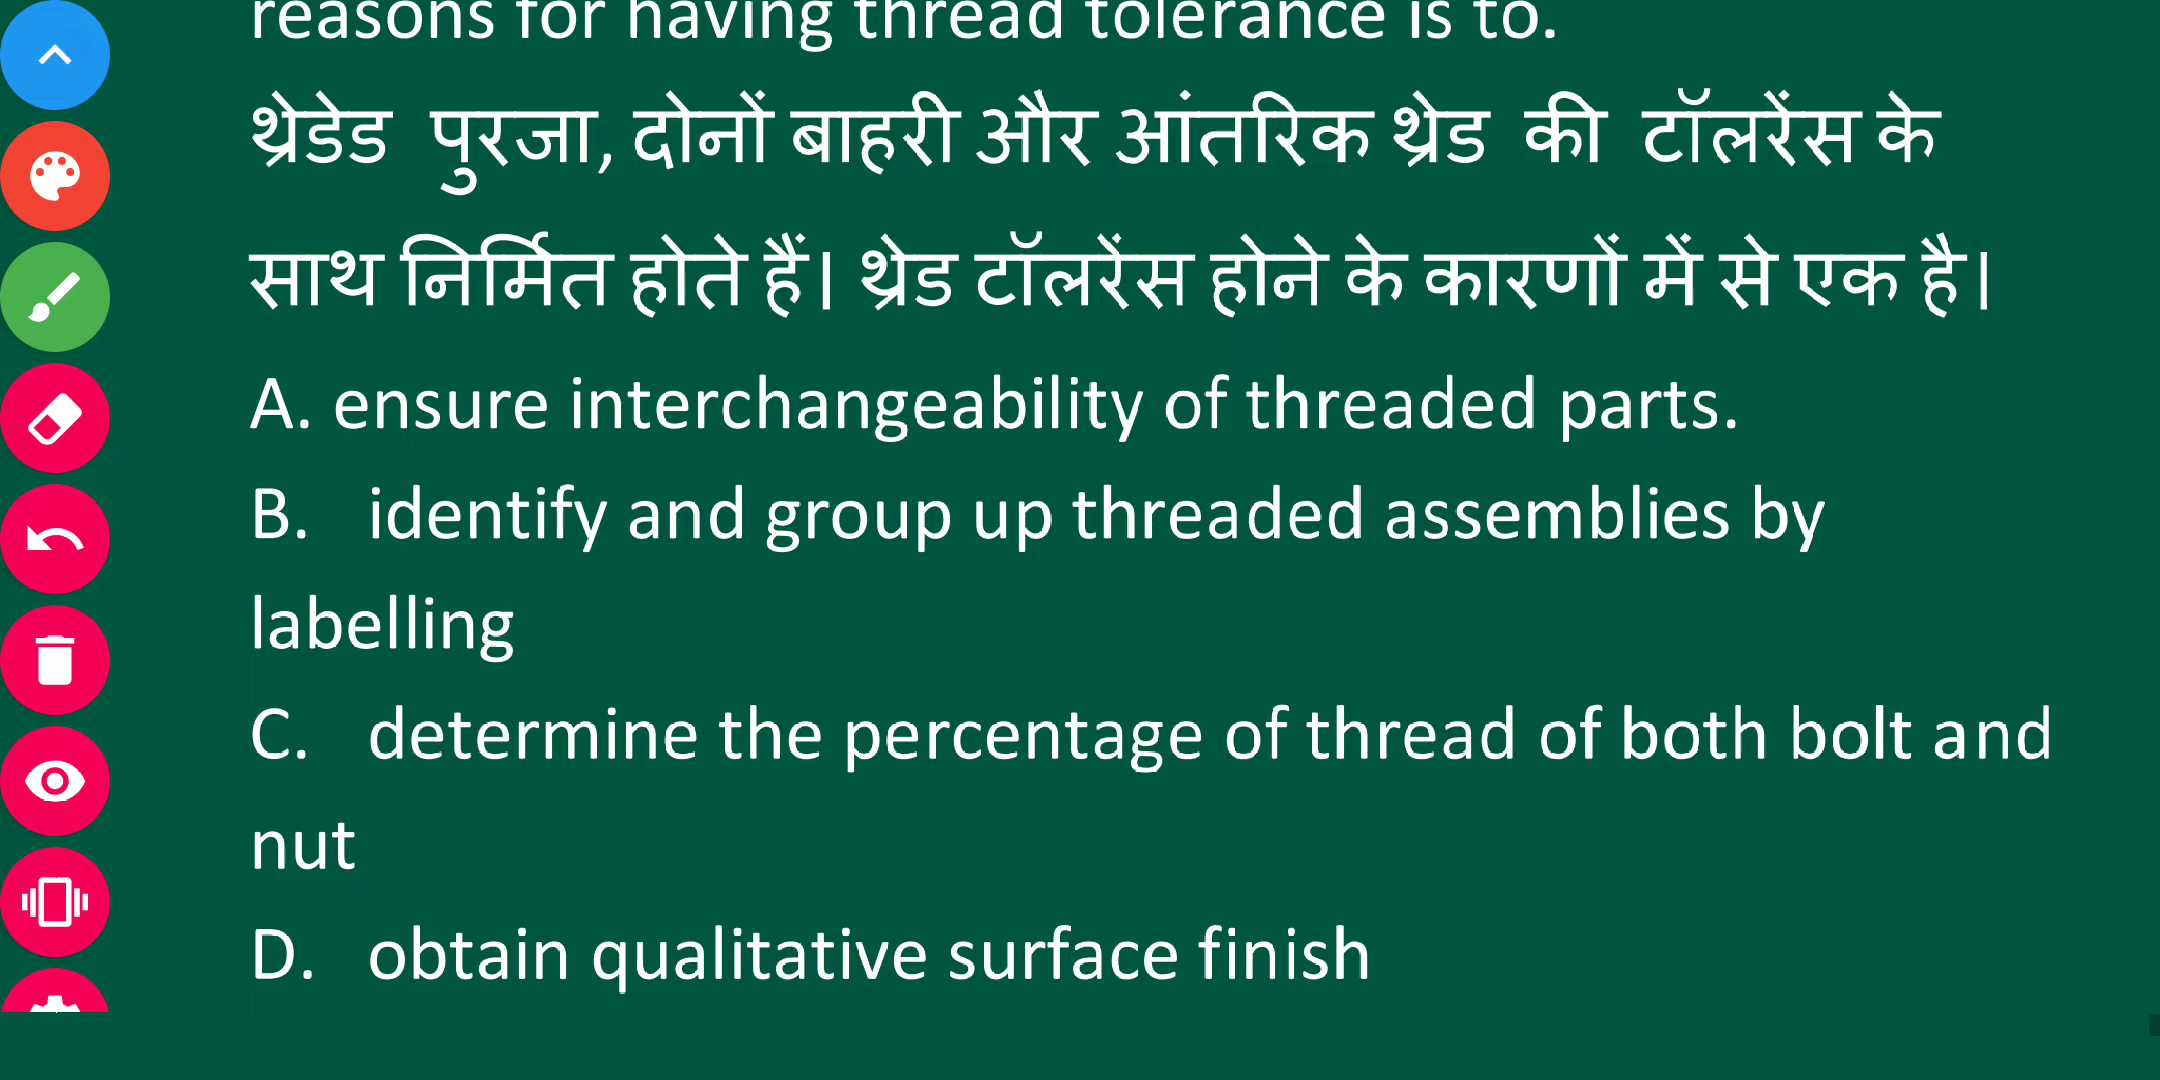 reasons for having thread tolerance is to.
थ्रेडेड पुरजा, दोनों बाहरी और आंतरिक थ्रेड की टॉलरेंस के
साथ निर्मित होते हैं। थ्रेड टॉलरेंस होने के कारणों में से एक है।
A. ensure interchangeability of threaded parts.
B. identify and group up threaded assemblies by
labelling
C. determine the percentage of thread of both bolt and
nut
D. obtain qualitative surface finish